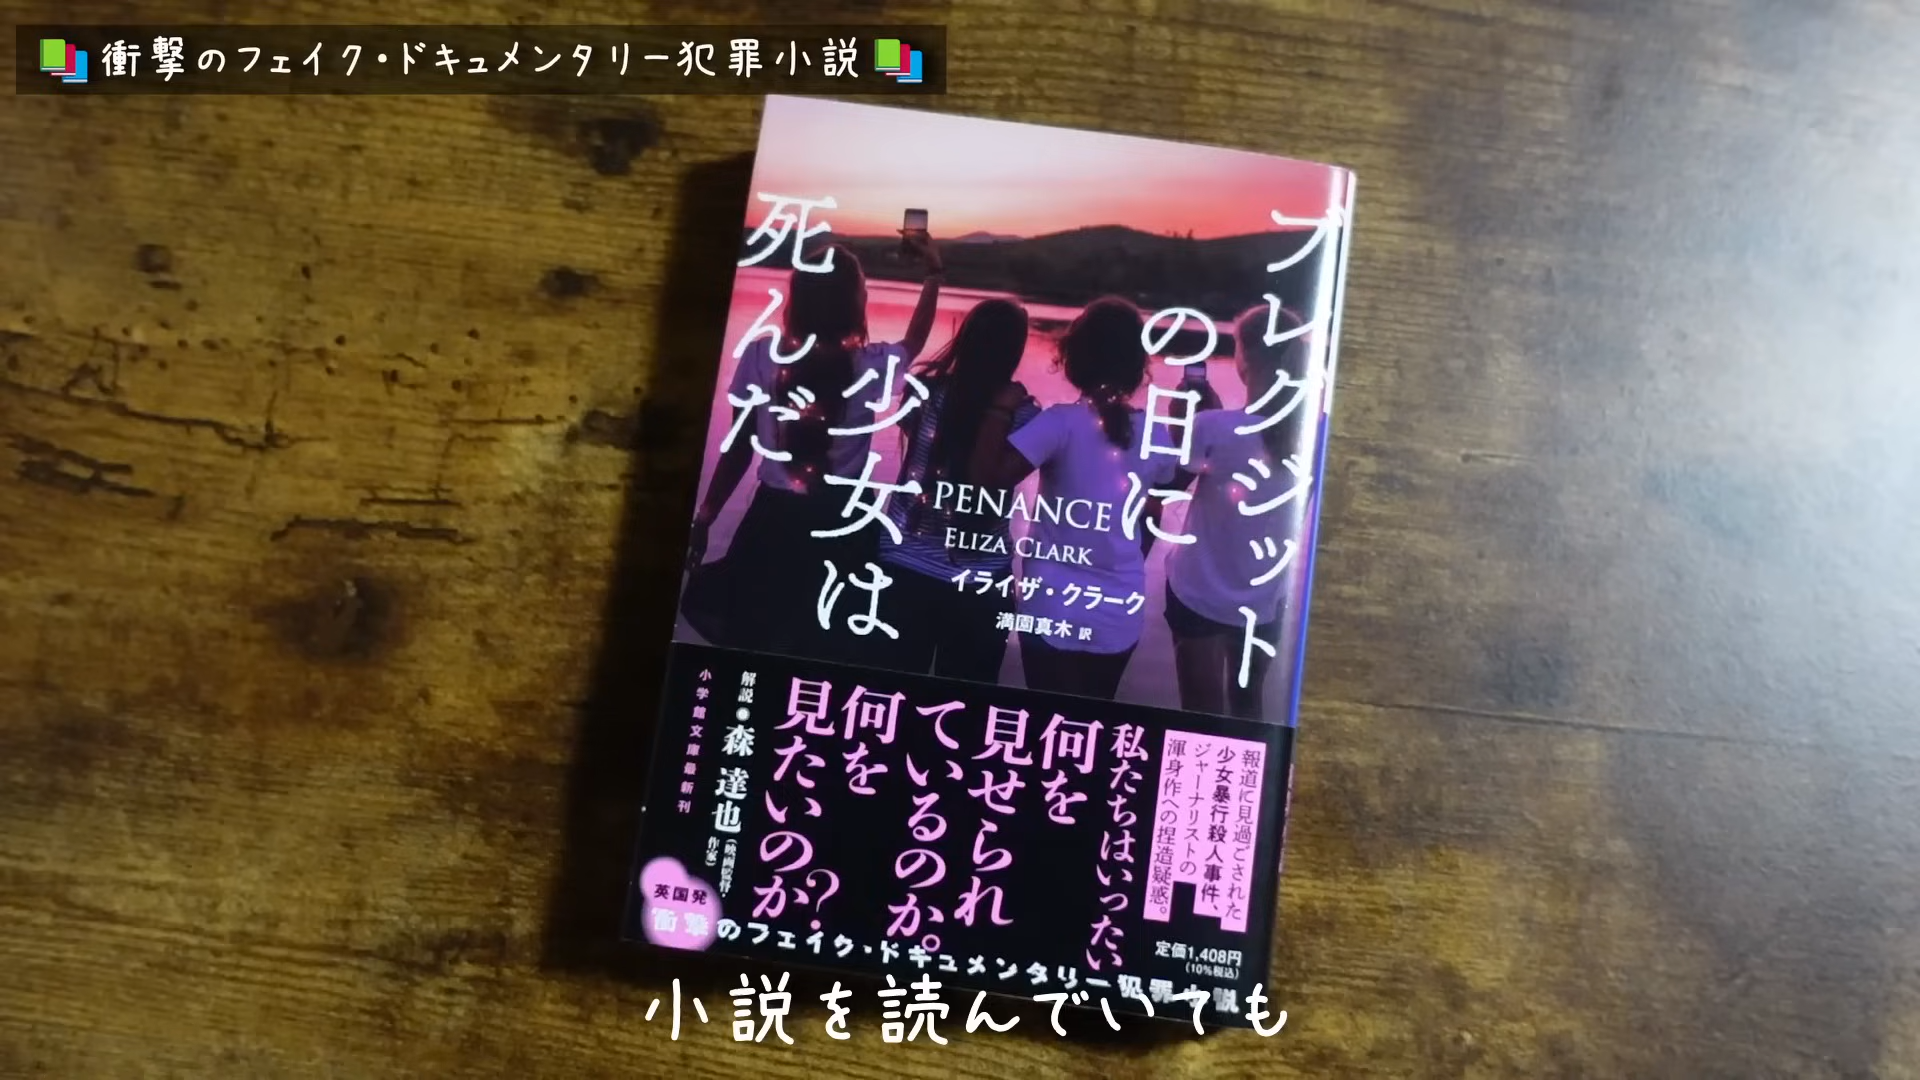 衝撃のフェイク・ドキュメンタリー犯罪小説
ブレグジット
の日に
少女は
死んだ
PENANCE
ELIZA CLARK
イライザ・クラーク
満園真木 訳
報道に見過ごされた
少女暴行殺人事件、
ジャーナリストの
渾身作への捏造疑惑。
私たちはいったい
何を
見せられ
ているのか。
何を
見たいのか?
解説●森 達也(映画監督・
作家)
小学館文庫最新刊
英国発
衝撃のフェイク・ドキュメンタリー犯罪小説
定価1,408円
(10%税込)
小説を読んでいても